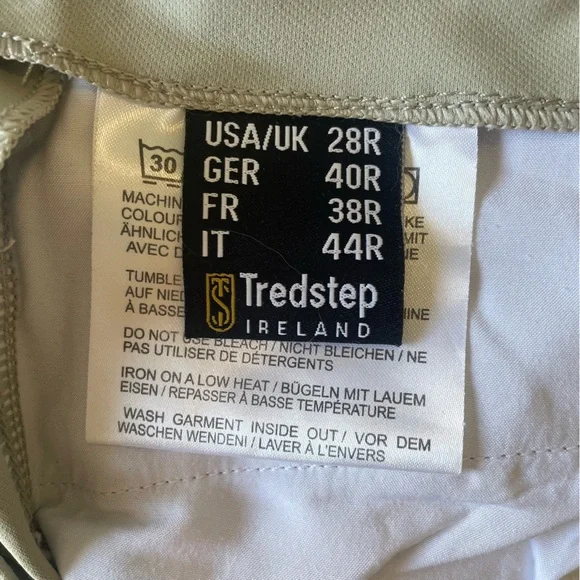 USA/UK 28R
GER 40R
FR 38R
IT 44R
TS Tredstep
IRELAND
30
MACHIN
COLOUR KE
ÄHNLICH MIT
AVEC D
TUMBLE
AUF NIED INE
À BASSE
DO NOT USE BLEACH / NICHT BLEICHEN / NE
PAS UTILISER DE DÉTERGENTS
IRON ON A LOW HEAT / BÜGELN MIT LAUEM
EISEN / REPASSER À BASSE TEMPÉRATURE
WASH GARMENT INSIDE OUT / VOR DEM
WASCHEN WENDEN! / LAVER À L'ENVERS